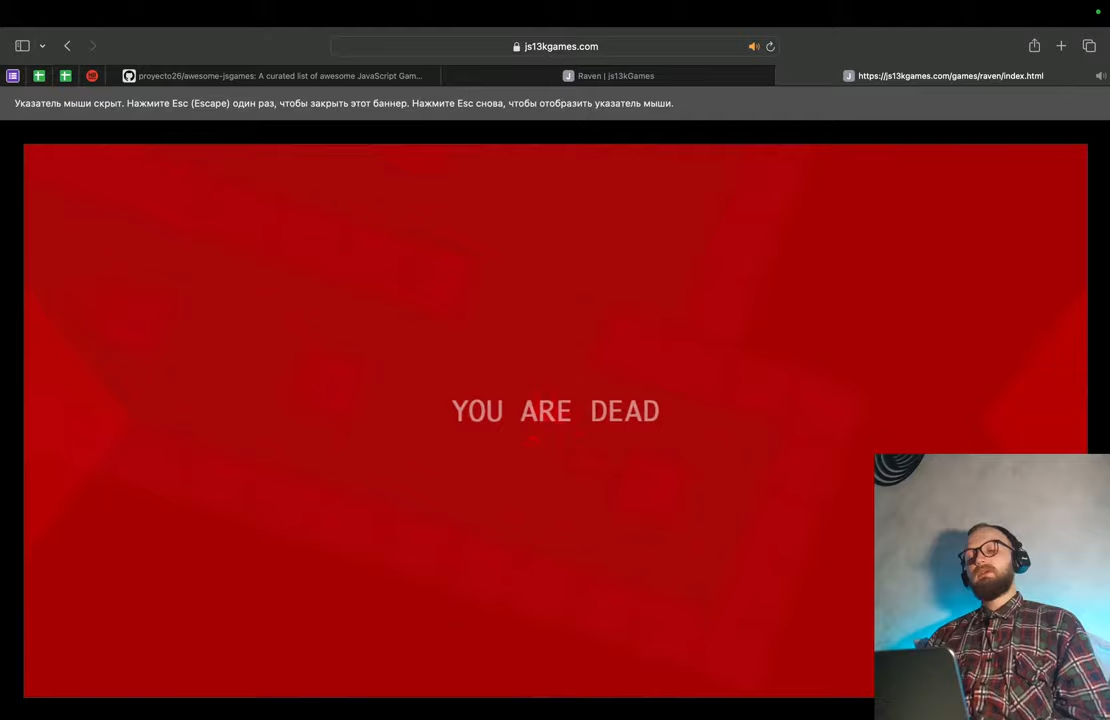 js13kgames.com
proyecto26/awesome-jsgames: A curated list of awesome JavaScript Gam...
Raven | js13kGames
https://js13kgames.com/games/raven/index.html
Указатель мыши скрыт. Нажмите Esc (Escape) один раз, чтобы закрыть этот баннер. Нажмите Esc снова, чтобы отобразить указатель мыши.
YOU ARE DEAD